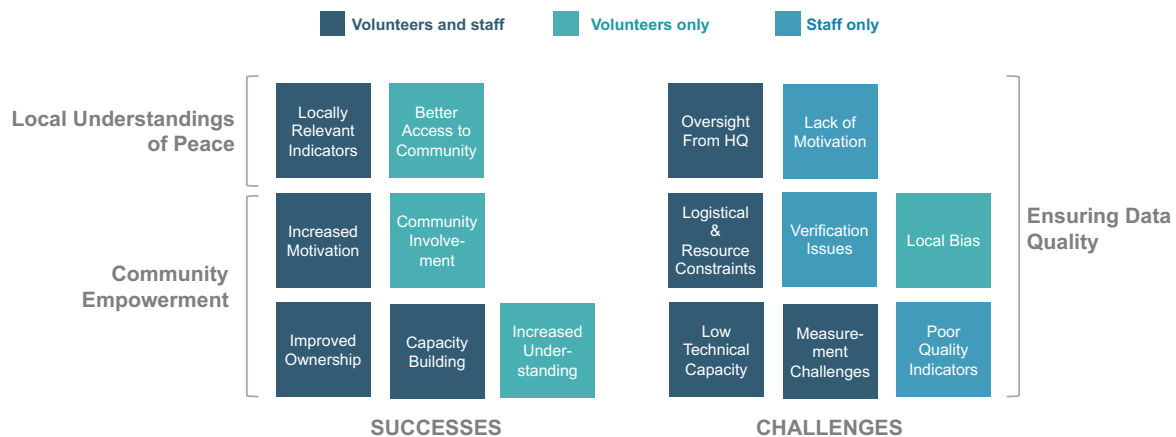 Volunteers and staff
Volunteers only
Staff only
Local Understandings
of Peace
Locally
Relevant
Indicators
Better
Access to
Community
Community
Empowerment
Increased
Motivation
Community
Involve-
ment
Improved
Ownership
Capacity
Building
Increased
Under-
standing
SUCCESSES
Oversight
From HQ
Lack of
Motivation
Logistical
&
Resource
Constraints
Verification
Issues
Local Bias
Low
Technical
Capacity
Measure-
ment
Challenges
Poor
Quality
Indicators
Ensuring Data
Quality
CHALLENGES